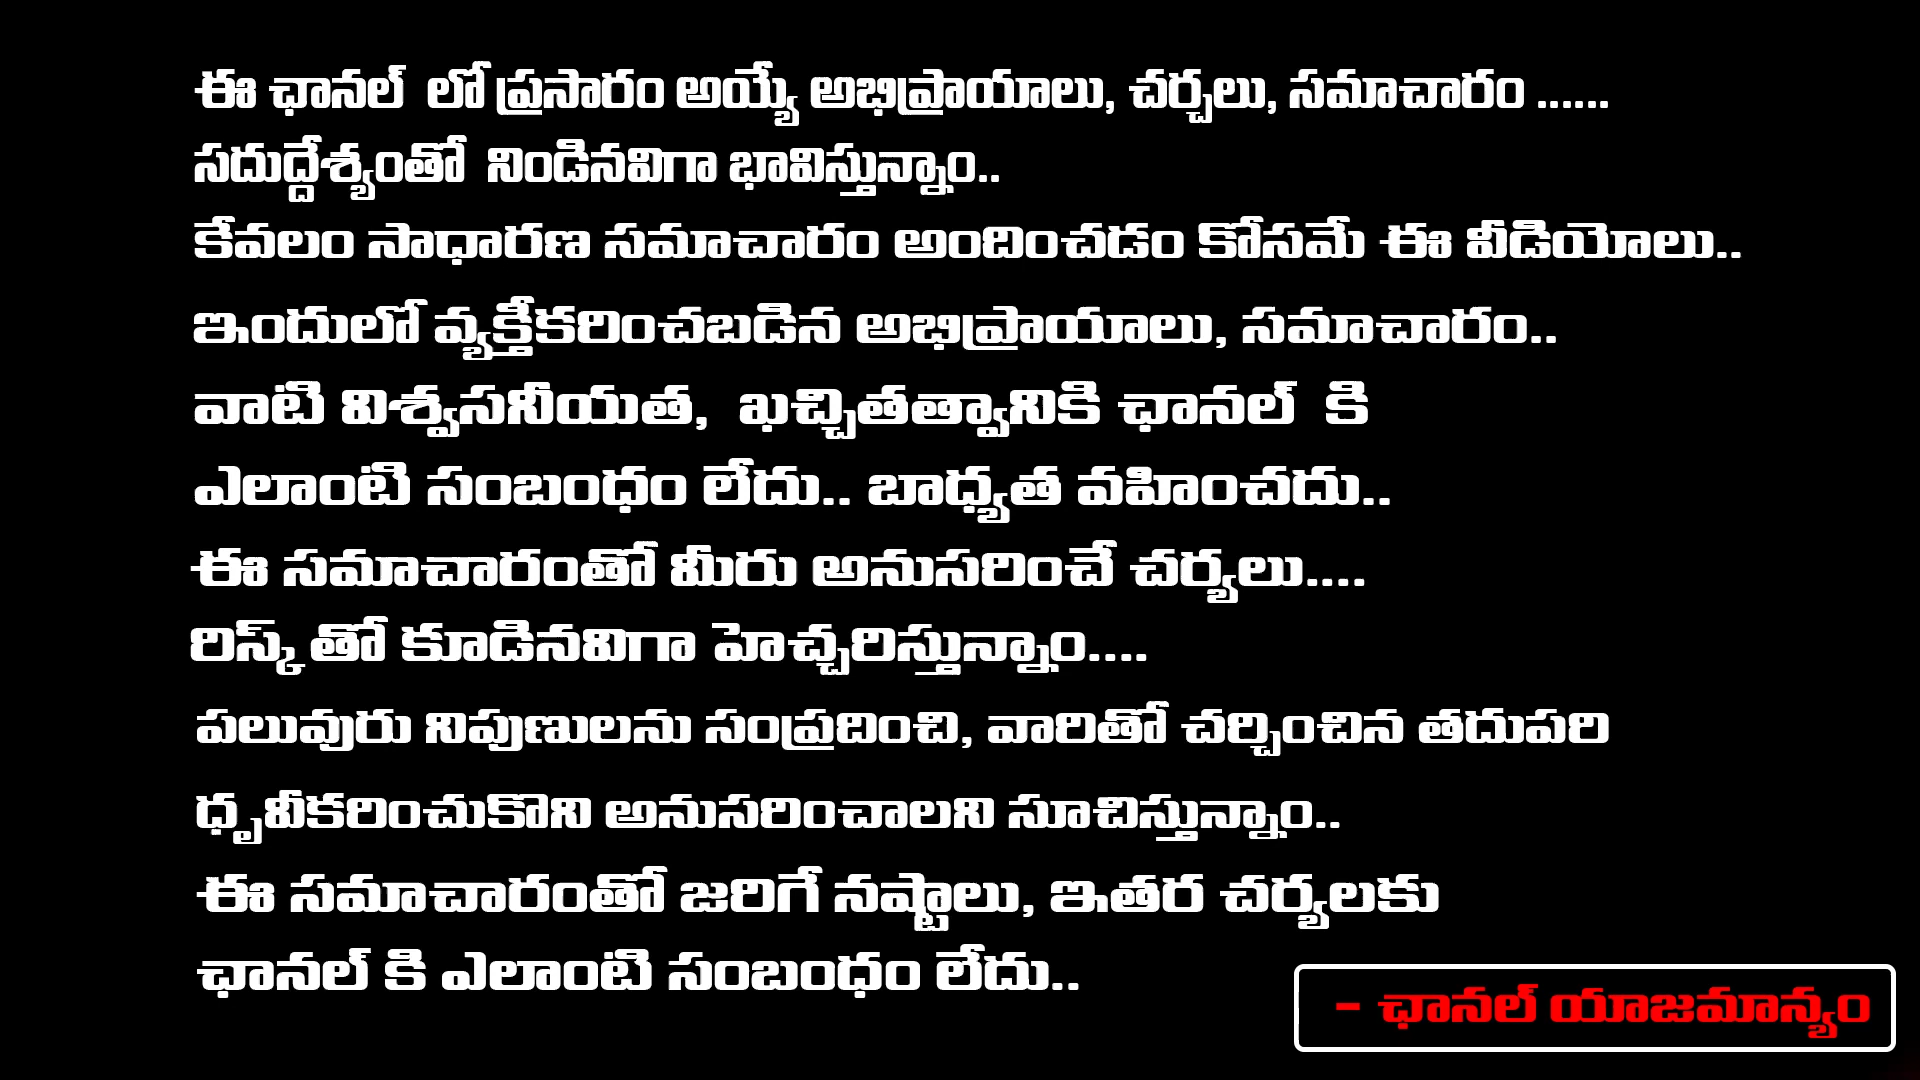 ఈ ఛానల్ లో ప్రసారం అయ్యే అభిప్రాయాలు, చర్చలు, సమాచారం ......
సదుద్దేశ్యంతో నిండినవిగా భావిస్తున్నాం..
కేవలం సాధారణ సమాచారం అందించడం కోసమే ఈ వీడియోలు..
ఇందులో వ్యక్తీకరించబడిన అభిప్రాయాలు, సమాచారం..
వాటి విశ్వసనీయత, ఖచ్చితత్వానికి ఛానల్ కి
ఎలాంటి సంబంధం లేదు.. బాధ్యత వహించదు..
ఈ సమాచారంతో మీరు అనుసరించే చర్యలు....
రిస్క్ తో కూడినవిగా హెచ్చరిస్తున్నాం....
పలువురు నిపుణులను సంప్రదించి, వారితో చర్చించిన తదుపరి
ధృవీకరించుకొని అనుసరించాలని సూచిస్తున్నాం..
ఈ సమాచారంతో జరిగే నష్టాలు, ఇతర చర్యలకు
ఛానల్ కి ఎలాంటి సంబంధం లేదు..
- ఛానల్ యాజమాన్యం